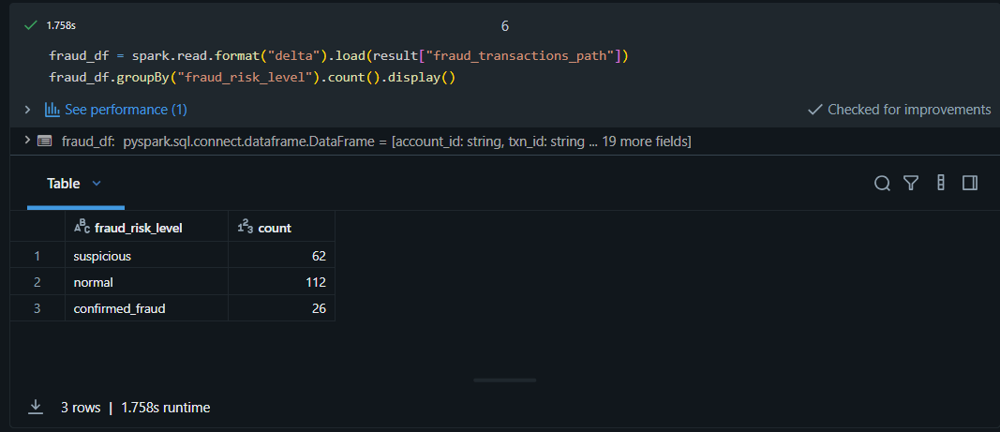 1.758s
6
fraud_df = spark.read.format("delta").load(result["fraud_transactions_path"])
fraud_df.groupBy("fraud_risk_level").count().display()
See performance (1)
Checked for improvements
fraud_df: pyspark.sql.connect.dataframe.DataFrame = [account_id: string, txn_id: string ... 19 more fields]
Table
ABC fraud_risk_level 123 count
1 suspicious 62
2 normal 112
3 confirmed_fraud 26
3 rows | 1.758s runtime